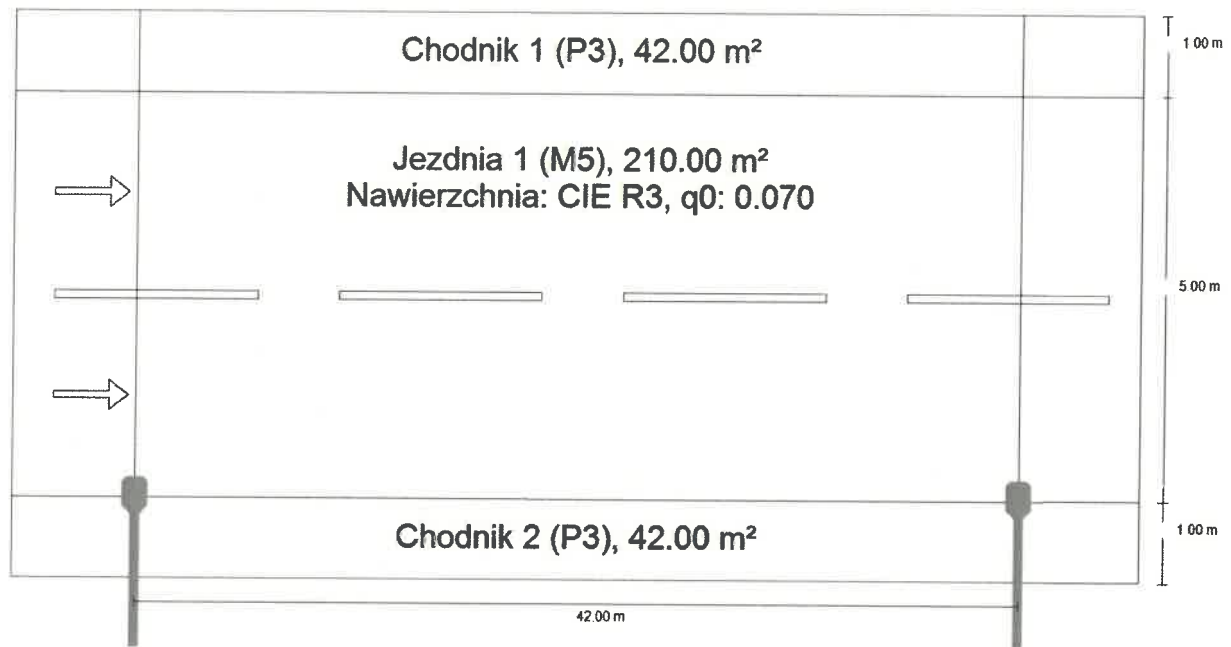 Chodnik 1 (P3), 42.00 m²
1 00 m
Jezdnia 1 (M5), 210.00 m²
Nawierzchnia: CIE R3, q0: 0.070
5 00 m
Chodnik 2 (P3), 42.00 m²
1 00 m
42.00 m